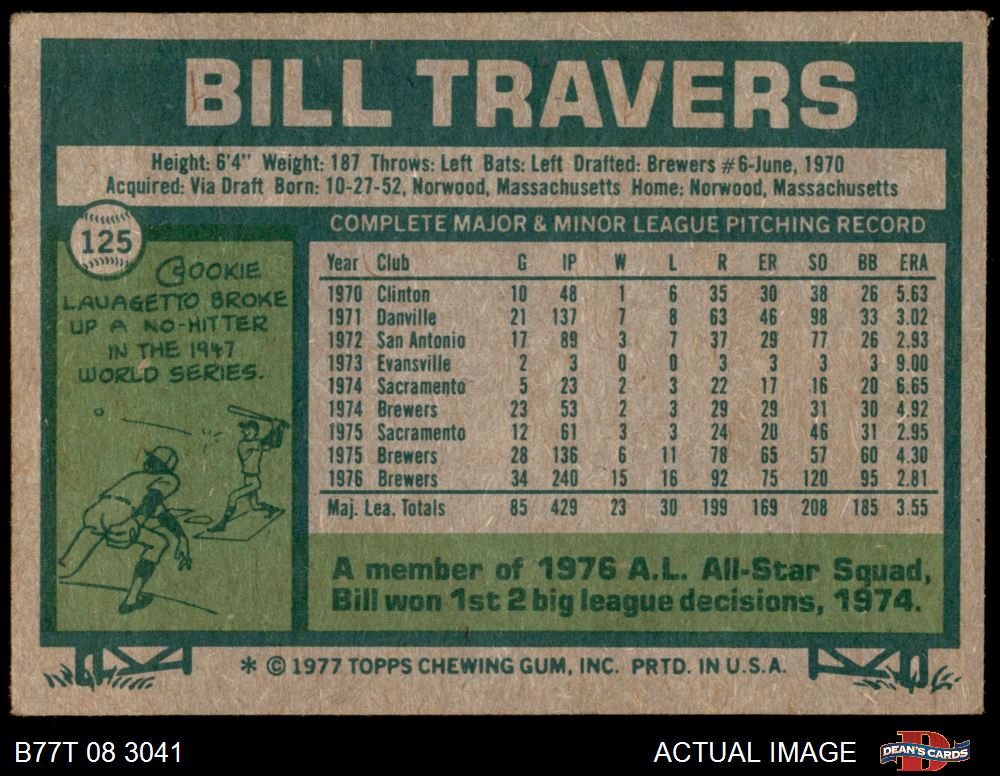 BILL TRAVERS
Height: 6'4" Weight: 187 Throws: Left Bats: Left Drafted: Brewers #6-June, 1970
Acquired: Via Draft Born: 10-27-52, Norwood, Massachusetts Home: Norwood, Massachusetts
125
COOKIE
LAVAGETTO BROKE
UP A NO-HITTER
IN THE 1947
WORLD SERIES.
COMPLETE MAJOR & MINOR LEAGUE PITCHING RECORD
Year Club G IP W L R ER SO BB ERA
1970 Clinton 10 48 1 6 35 30 38 26 5.63
1971 Danville 21 137 7 8 63 46 98 33 3.02
1972 San Antonio 17 89 3 7 37 29 77 26 2.93
1973 Evansville 2 3 0 0 3 3 3 3 9.00
1974 Sacramento 5 23 2 3 22 17 16 20 6.65
1974 Brewers 23 53 2 3 29 29 31 30 4.92
1975 Sacramento 12 61 3 3 24 20 46 31 2.95
1975 Brewers 28 136 6 11 78 65 57 60 4.30
1976 Brewers 34 240 15 16 92 75 120 95 2.81
Maj. Lea. Totals 85 429 23 30 199 169 208 185 3.55
A member of 1976 A.L. All-Star Squad,
Bill won 1st 2 big league decisions, 1974.
* © 1977 TOPPS CHEWING GUM, INC. PRTD. IN U.S.A.
B77T 08 3041
ACTUAL IMAGE
DEAN'S CARDS